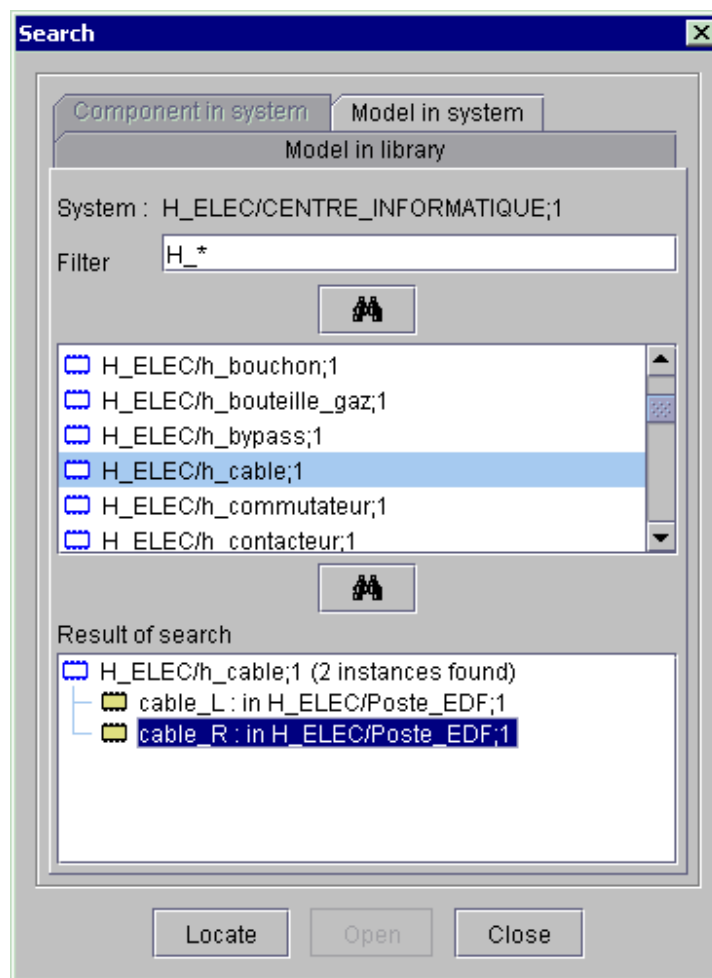 Search
Component in system Model in system
Model in library
System : H_ELEC/CENTRE_INFORMATIQUE;1
Filter H_*
H_ELEC/h_bouchon;1
H_ELEC/h_bouteille_gaz;1
H_ELEC/h_bypass;1
H_ELEC/h_cable;1
H_ELEC/h_commutateur;1
H_ELEC/h_contacteur;1
Result of search
H_ELEC/h_cable;1 (2 instances found)
cable_L : in H_ELEC/Poste_EDF;1
cable_R : in H_ELEC/Poste_EDF;1
Locate Open Close